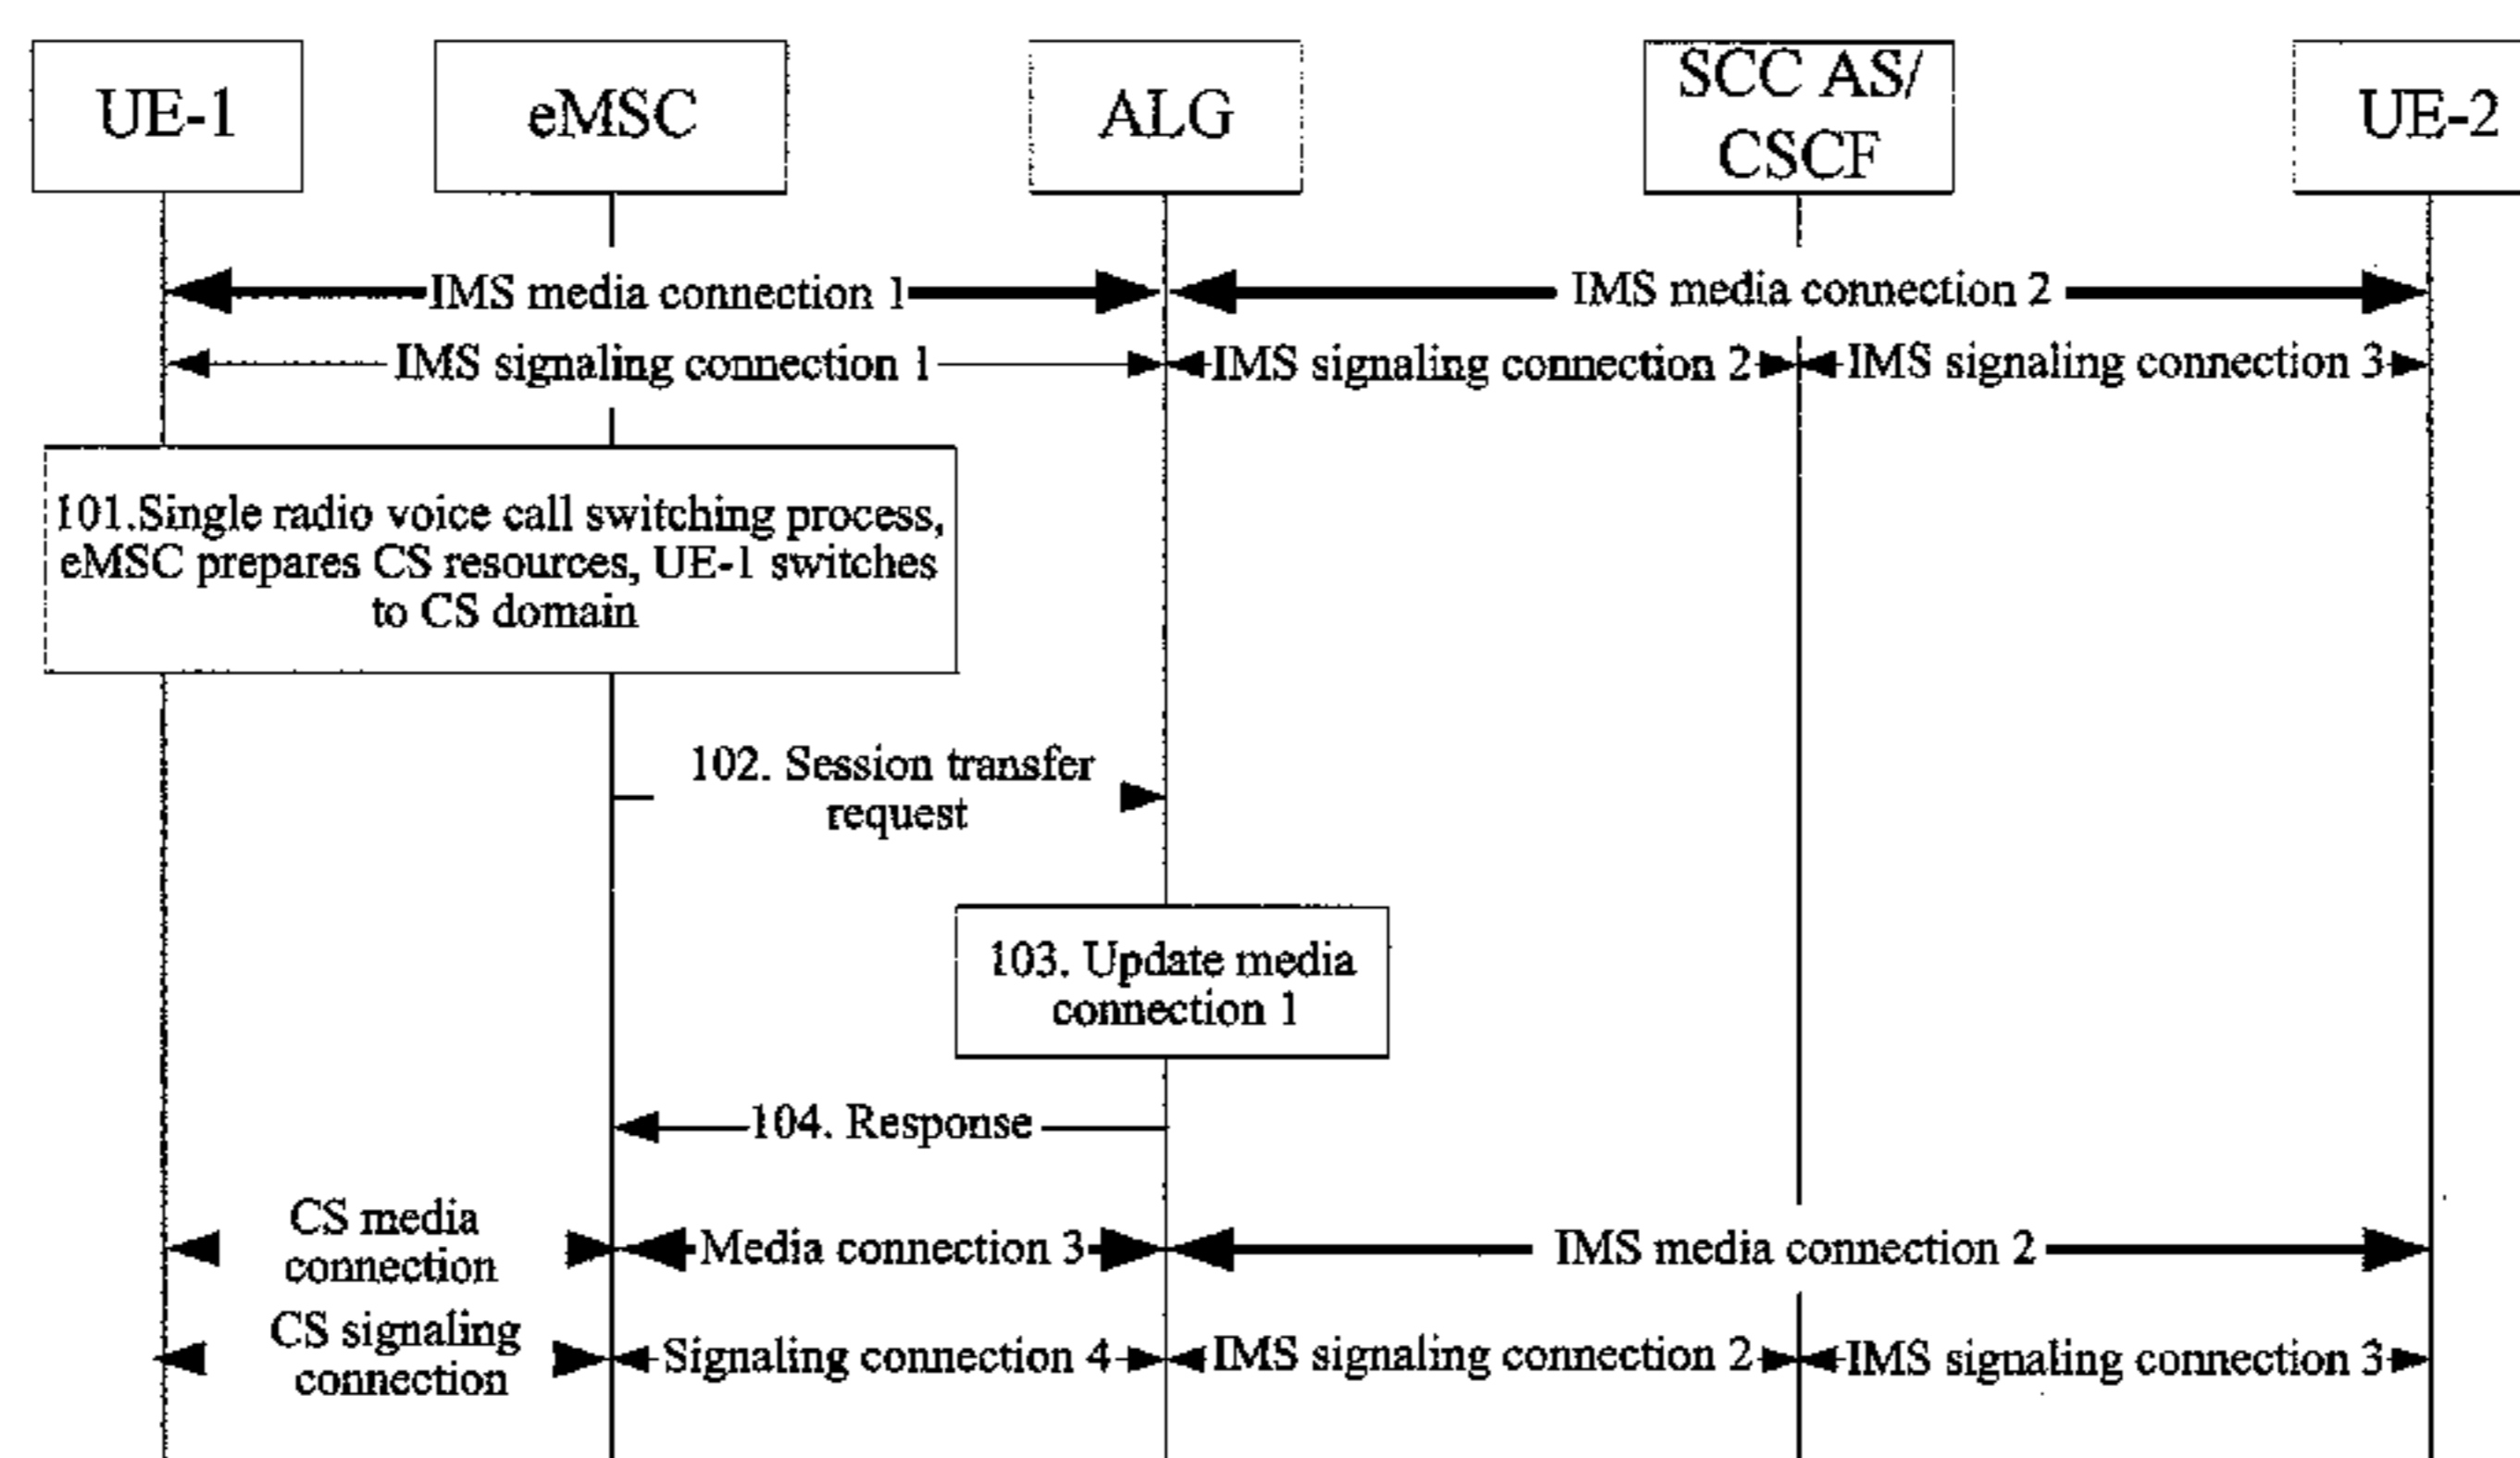 UE-1
eMSC
ALG
SCC AS/
CSCF
UE-2
IMS media connection 1
IMS media connection 2
IMS signaling connection 1
IMS signaling connection 2
IMS signaling connection 3
101.Single radio voice call switching process,
eMSC prepares CS resources, UE-1 switches
to CS domain
102. Session transfer
request
103. Update media
connection 1
104. Response
CS media
connection
Media connection 3
IMS media connection 2
CS signaling
connection
Signaling connection 4
IMS signaling connection 2
IMS signaling connection 3